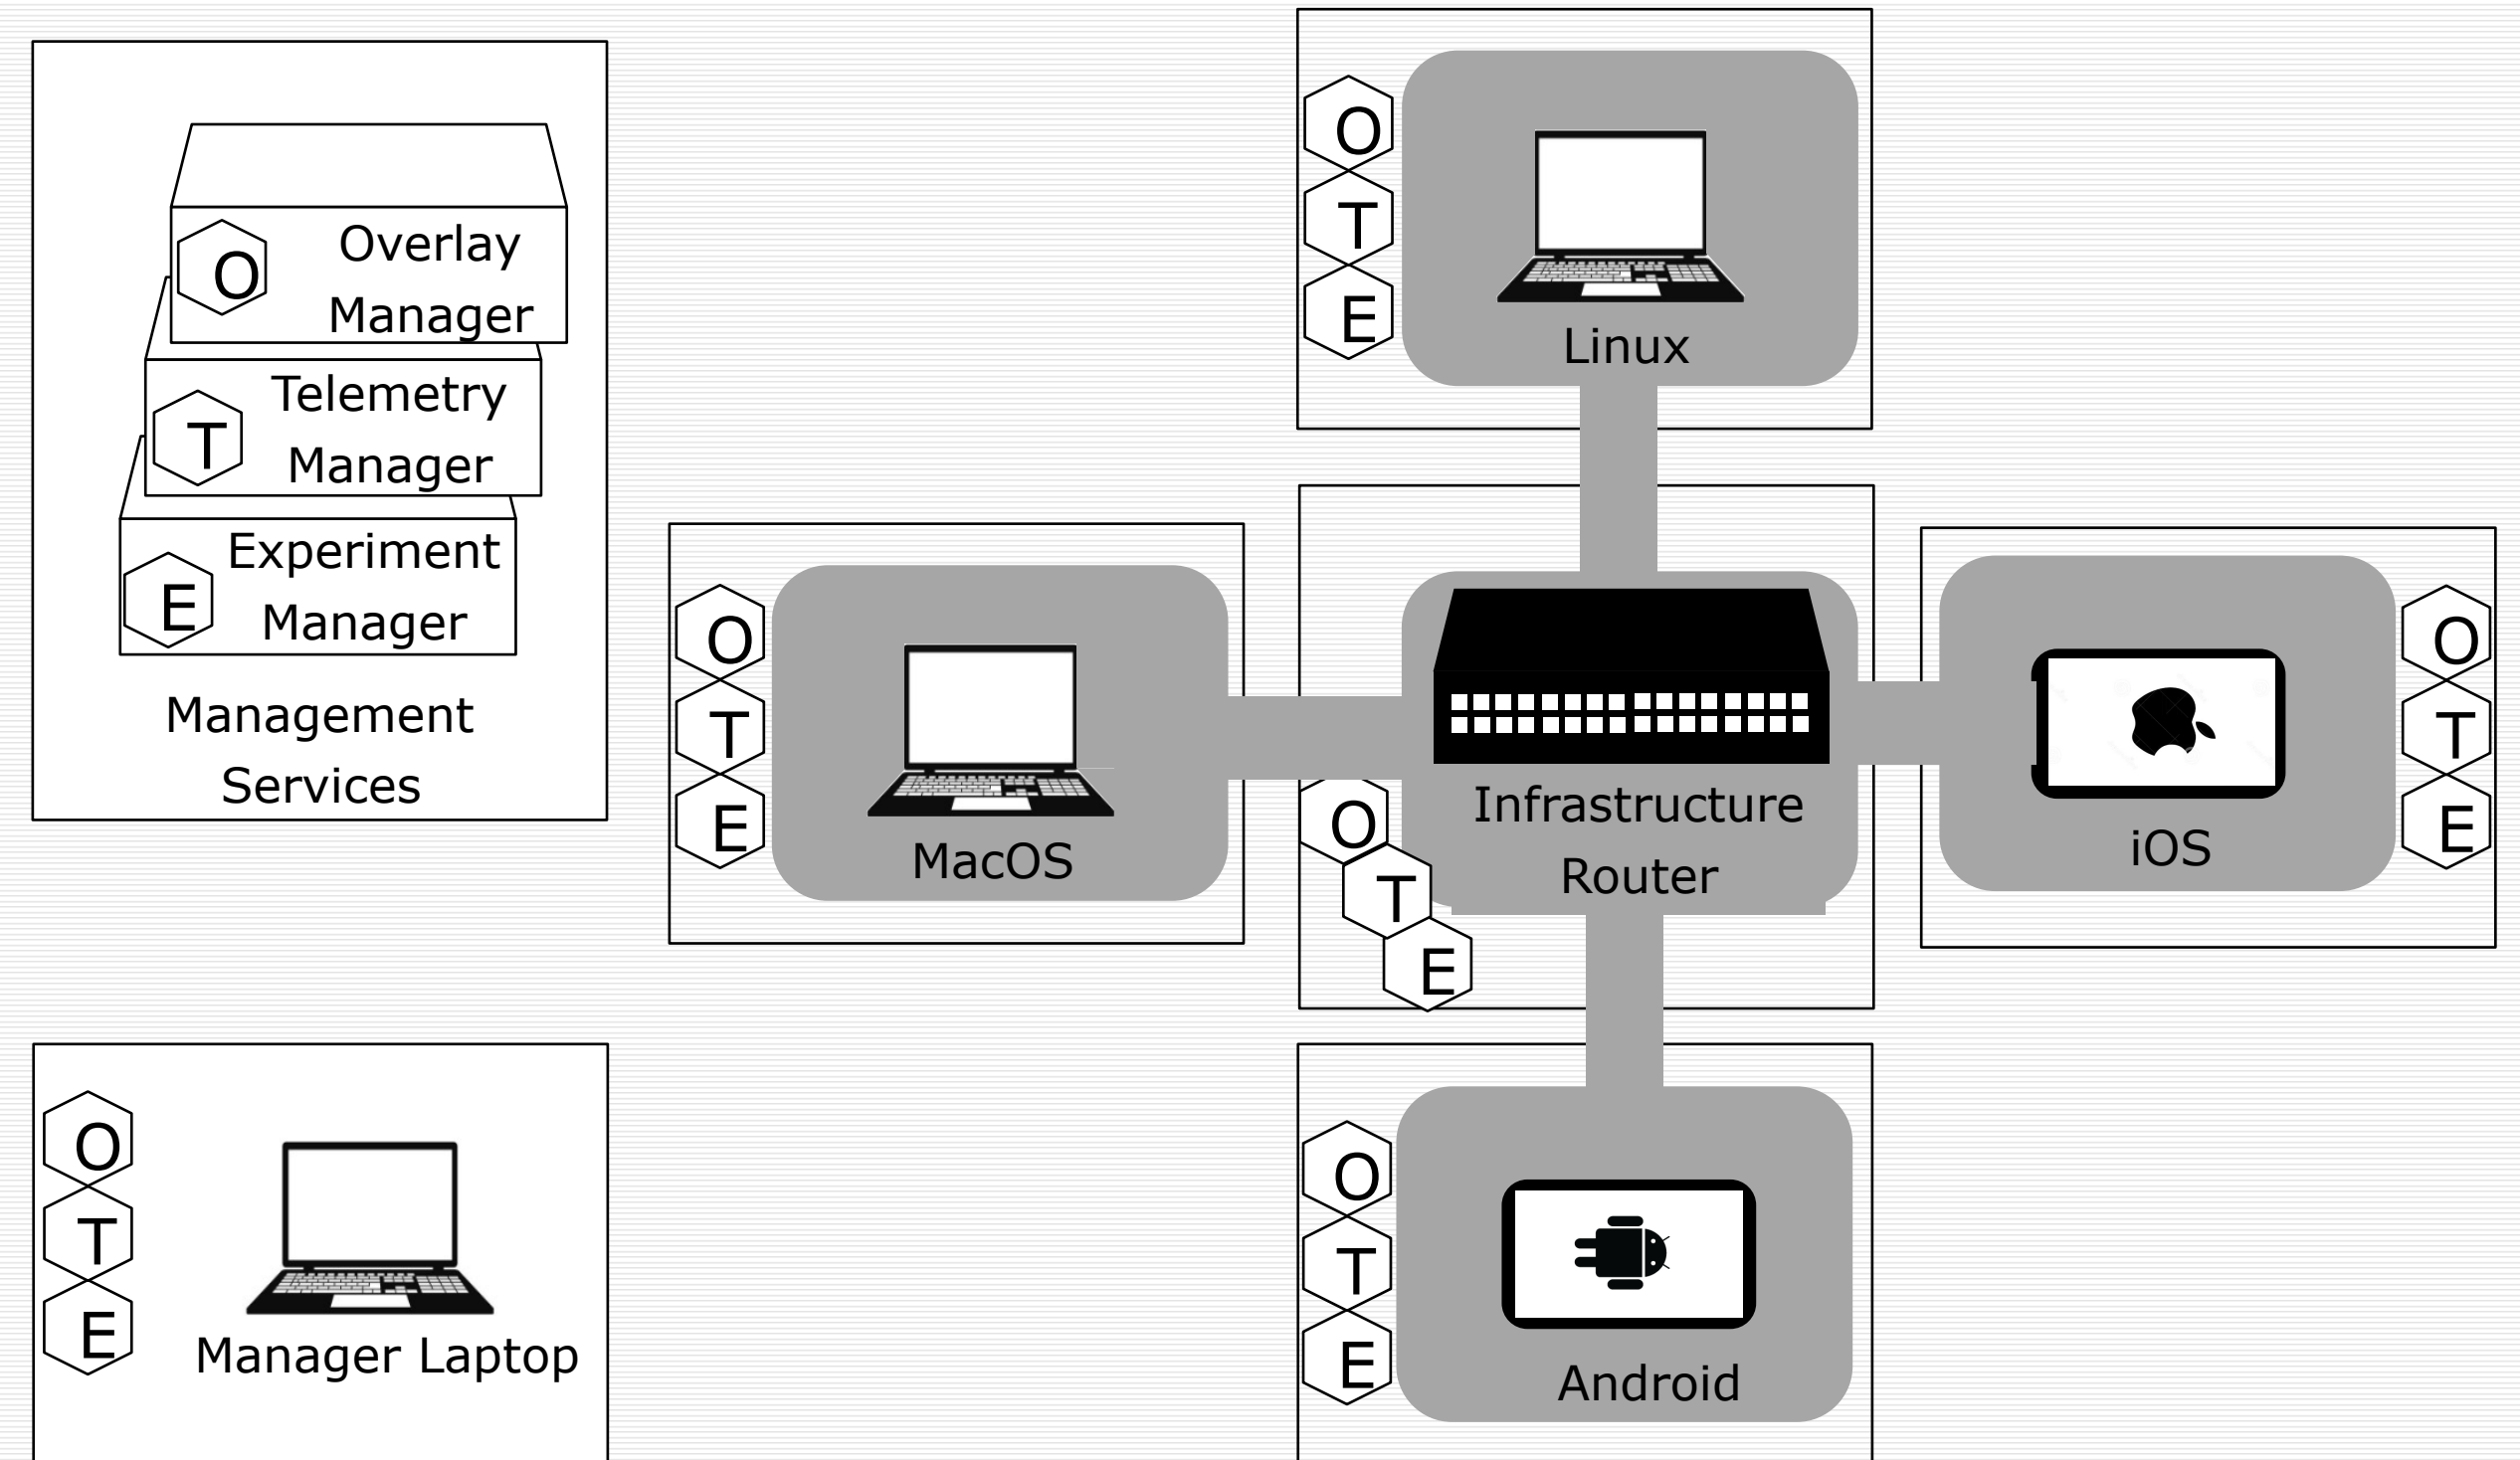 O
Overlay
Manager
T
Telemetry
Manager
E
Experiment
Manager
Management
Services
O
T
E
Linux
O
T
E
MacOS
Infrastructure
Router
O
T
E
iOS
O
T
E
O
T
E
Manager Laptop
O
T
E
Android